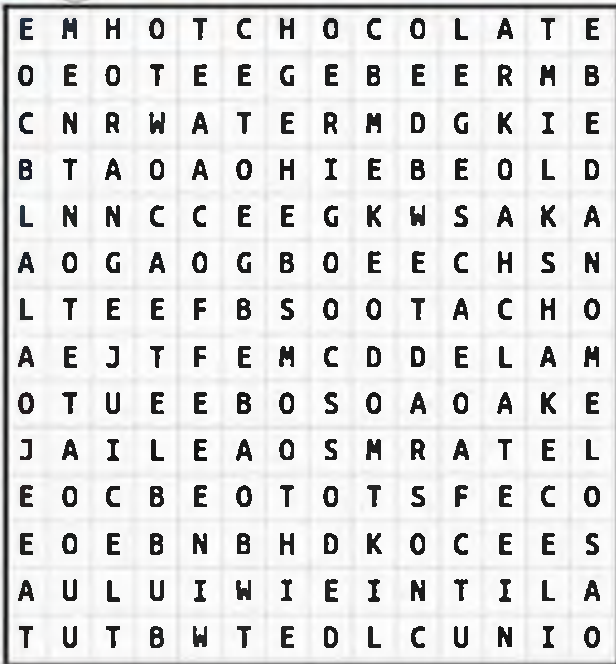 E M H O T C H O C O L A T E
O E O T E E G E B E E R M B
C N R W A T E R M D G K I E
B T A O A O H I E B E O L D
L N N C C E E G K W S A K A
A O G A O G B O E E C H S N
L T E E F B S O O T A C H O
A E J T F E M C D D E L A M
O T U E E B O S O A O A K E
J A I L E A O S M R A T E L
E O C B E O T O T S F E C O
E O E B N B H D K O C E E S
A U L U I W I E I N T I L A
T U T B W T E D L C U N I O